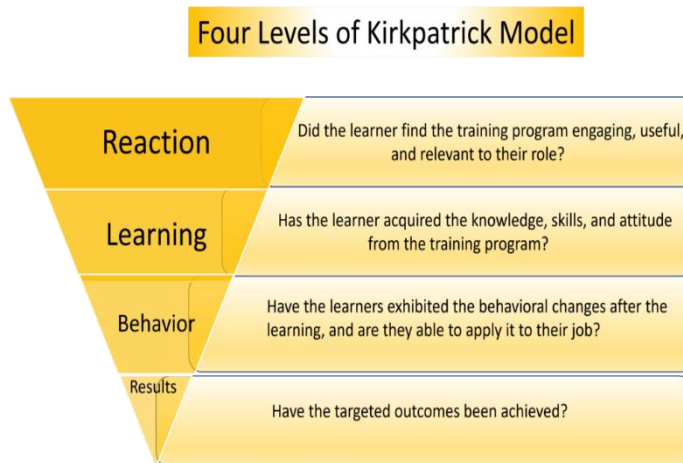 Four Levels of Kirkpatrick Model
Reaction
Did the learner find the training program engaging, useful,
and relevant to their role?
Learning
Has the learner acquired the knowledge, skills, and attitude
from the training program?
Behavior
Have the learners exhibited the behavioral changes after the
learning, and are they able to apply it to their job?
Results
Have the targeted outcomes been achieved?